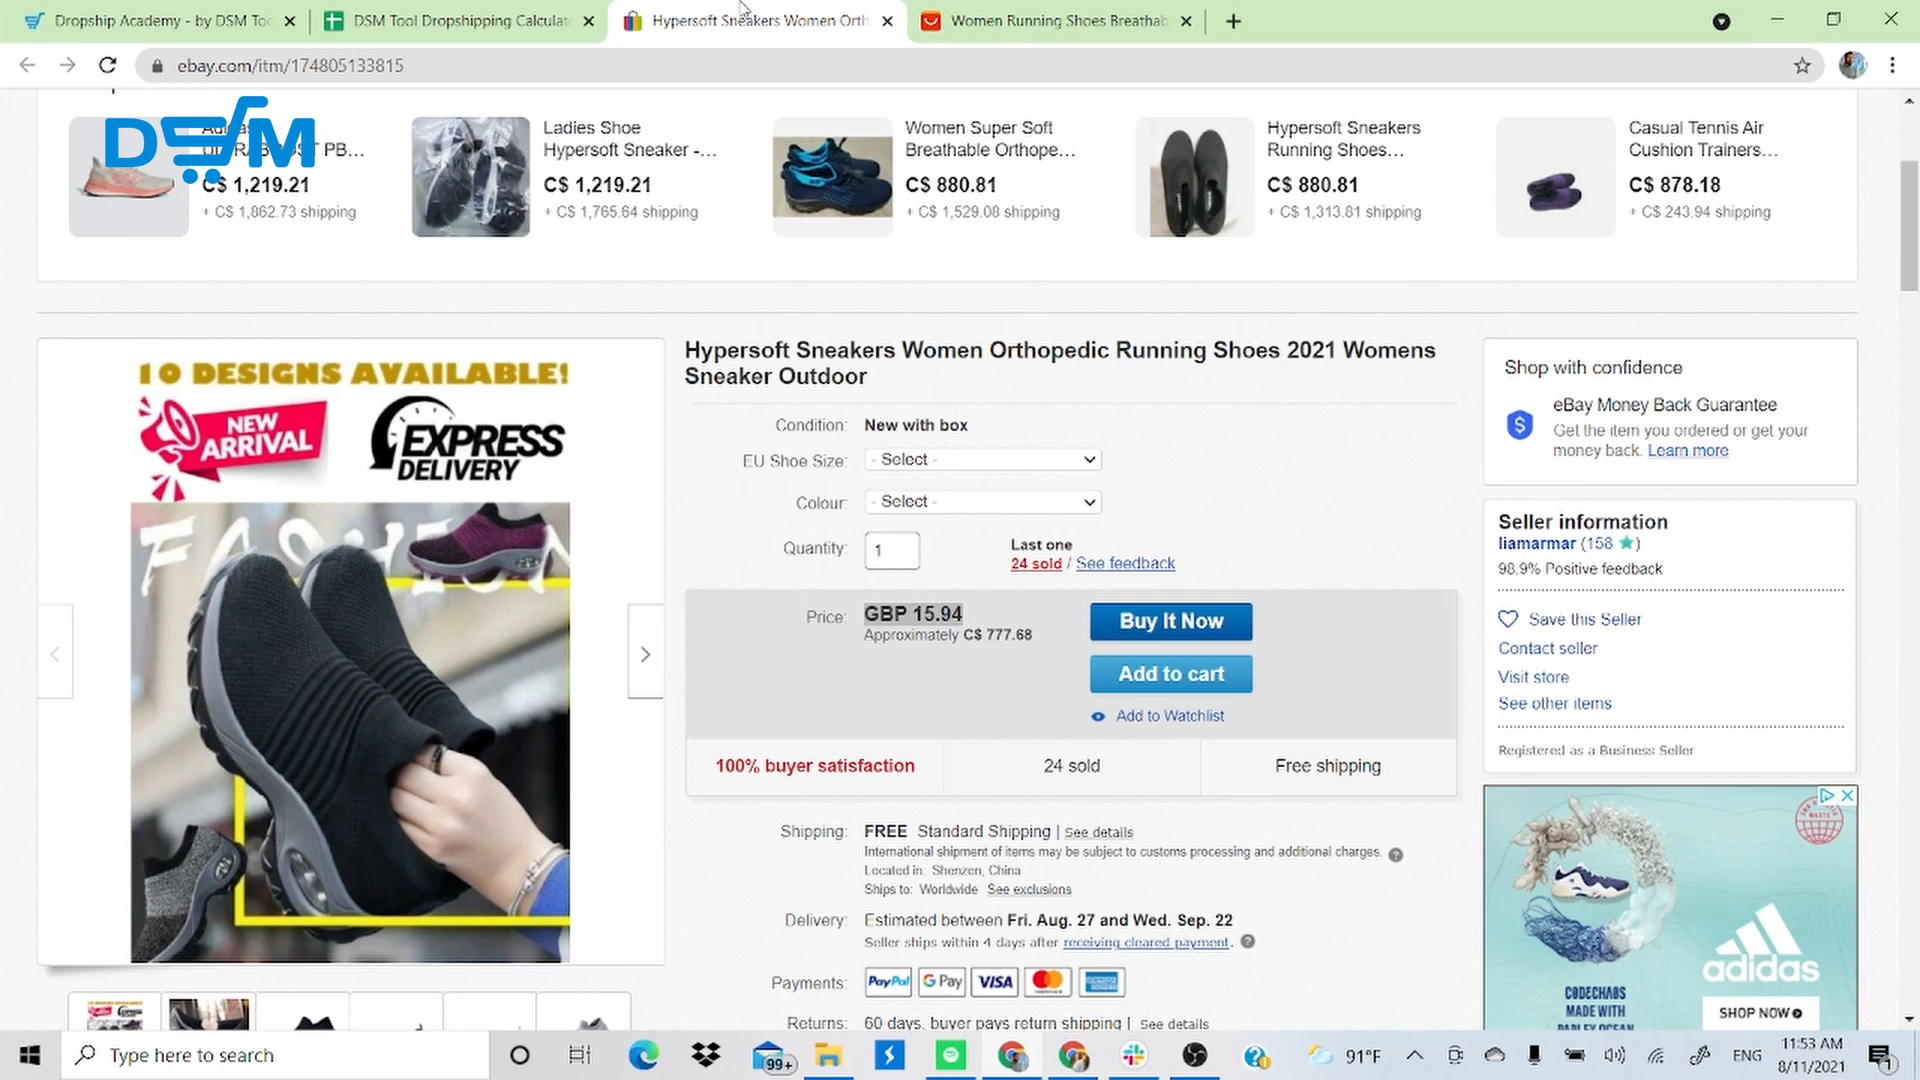 Dropship Academy - by DSM Too
DSM Tool Dropshipping Calculat
Hypersoft Sneakers Women Orth
Women Running Shoes Breathab
ebay.com/itm/174805133815
DSM
Adidas
ULTRABOOST PB...
C$ 1,219.21
+ C$ 1,862.73 shipping
Ladies Shoe
Hypersoft Sneaker -...
C$ 1,219.21
+ C$ 1,765.64 shipping
Women Super Soft
Breathable Orthope...
C$ 880.81
+ C$ 1,529.08 shipping
Hypersoft Sneakers
Running Shoes...
C$ 880.81
+ C$ 1,313.81 shipping
Casual Tennis Air
Cushion Trainers...
C$ 878.18
+ C$ 243.94 shipping
10 DESIGNS AVAILABLE!
NEW
ARRIVAL
EXPRESS
DELIVERY
FASHION
Hypersoft Sneakers Women Orthopedic Running Shoes 2021 Womens
Sneaker Outdoor
Condition: New with box
EU Shoe Size: - Select -
Colour: - Select -
Quantity: 1
Last one
24 sold / See feedback
Price: GBP 15.94
Approximately C$ 777.68
Buy It Now
Add to cart
Add to Watchlist
100% buyer satisfaction
24 sold
Free shipping
Shipping: FREE Standard Shipping | See details
International shipment of items may be subject to customs processing and additional charges.
Located in: Shenzen, China
Ships to: Worldwide See exclusions
Delivery: Estimated between Fri. Aug. 27 and Wed. Sep. 22
Seller ships within 4 days after receiving cleared payment.
Payments: PayPal G Pay VISA
Returns: 60 days, buyer pays return shipping | See details
Shop with confidence
eBay Money Back Guarantee
Get the item you ordered or get your
money back. Learn more
Seller information
liamarmar (158 )
98.9% Positive feedback
Save this Seller
Contact seller
Visit store
See other items
Registered as a Business Seller
adidas
CODECHAOS
MADE WITH
PARLEY OCEAN
SHOP NOW
Type here to search
99+
91°F
ENG
11:53 AM
8/11/2021
1